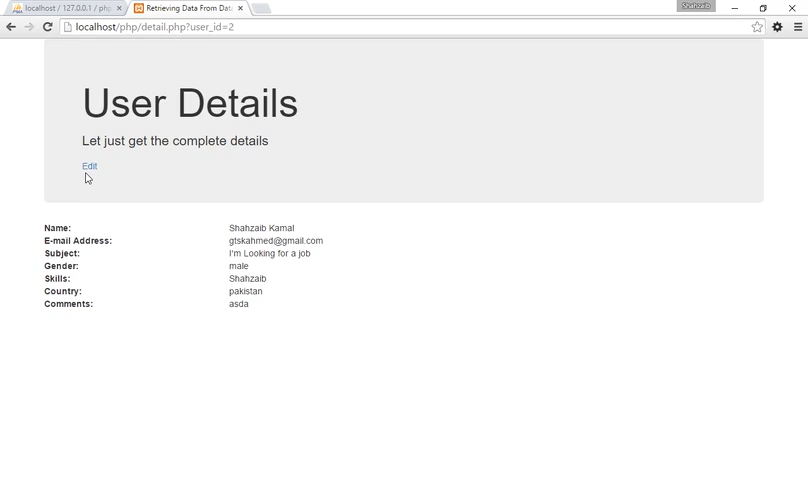 localhost / 127.0.0.1 / php
Retrieving Data From Data
Shahzaib
localhost/php/detail.php?user_id=2
User Details
Let just get the complete details
Edit
Name: Shahzaib Kamal
E-mail Address: gtskahmed@gmail.com
Subject: I'm Looking for a job
Gender: male
Skills: Shahzaib
Country: pakistan
Comments: asda